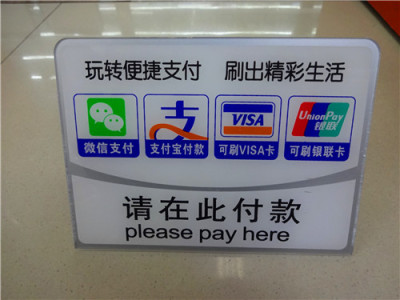 玩转便捷支付 刷出精彩生活
支
VISA
UnionPay
银联
微信支付 支付宝付款 可刷VISA卡 可刷银联卡
请在此付款
please pay here